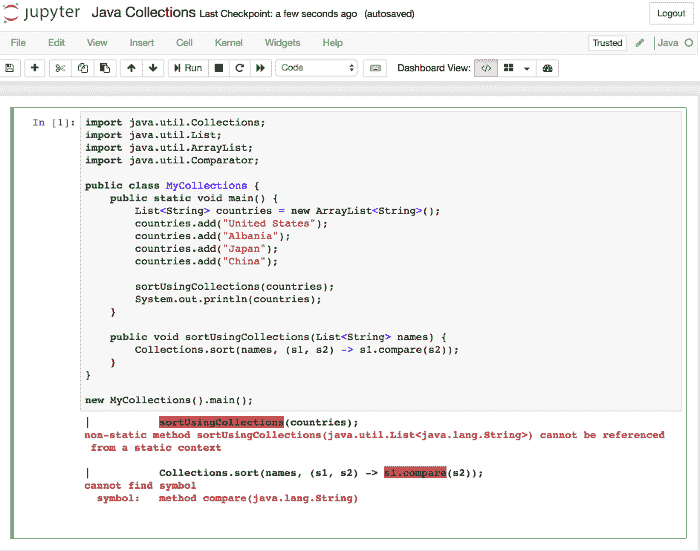 jupyter Java Collections Last Checkpoint: a few seconds ago (autosaved)
Logout
File Edit View Insert Cell Kernel Widgets Help
Trusted
Java
Run
Code
Dashboard View:
In [1]: import java.util.Collections;
import java.util.List;
import java.util.ArrayList;
import java.util.Comparator;

public class MyCollections {
    public static void main() {
        List<String> countries = new ArrayList<String>();
        countries.add("United States");
        countries.add("Albania");
        countries.add("Japan");
        countries.add("China");

        sortUsingCollections(countries);
        System.out.println(countries);
    }

    public void sortUsingCollections(List<String> names) {
        Collections.sort(names, (s1, s2) -> s1.compare(s2));
    }
}

new MyCollections().main();
|           sortUsingCollections(countries);
non-static method sortUsingCollections(java.util.List<java.lang.String>) cannot be referenced
 from a static context

|           Collections.sort(names, (s1, s2) -> s1.compare(s2));
cannot find symbol
  symbol:   method compare(java.lang.String)